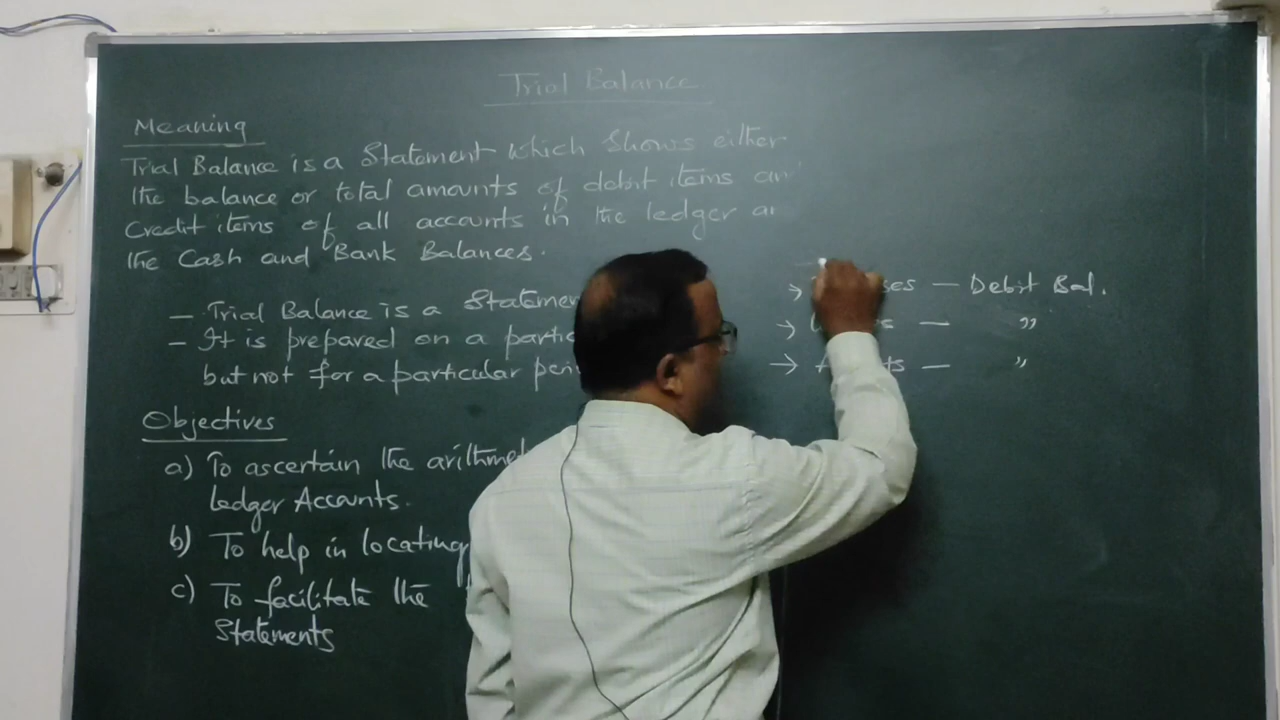 Trial Balance
Meaning
Trial Balance is a Statement which shows either
the balance or total amounts of debit items an
Credit items of all accounts in the ledger an
the Cash and Bank Balances.
— Trial Balance is a Statemen
— It is prepared on a partic
but not for a particular peri
Objectives
a) To ascertain the arithmet
ledger Accounts.
b) To help in locating
c) To facilitate the
Statements
→ ses — Debit Bal.
→ s — "
→ ts — "